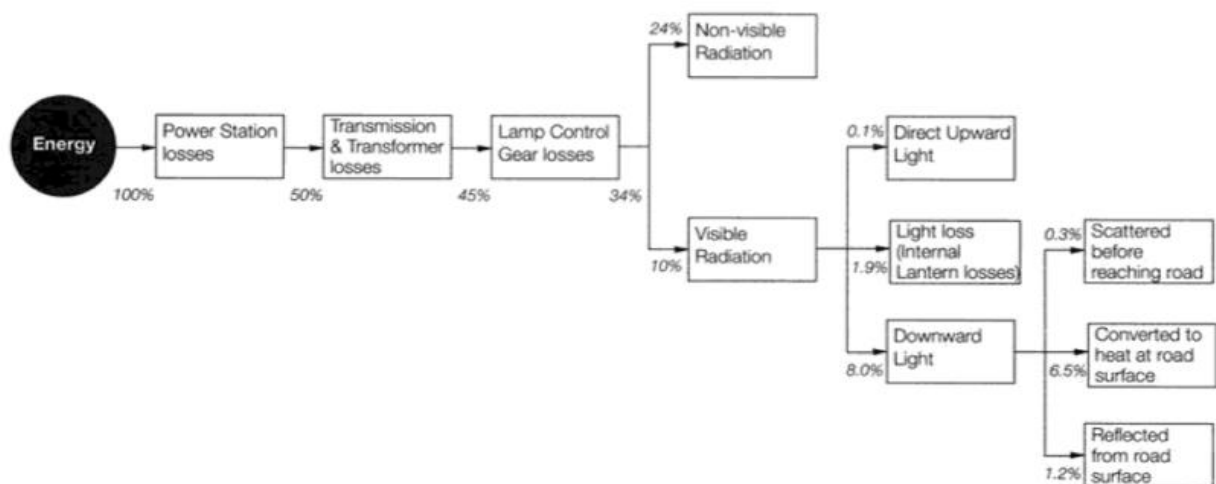 Energy
100%
Power Station
losses
50%
Transmission
& Transformer
losses
45%
Lamp Control
Gear losses
34%
24%
Non-visible
Radiation
10%
Visible
Radiation
0.1%
Direct Upward
Light
1.9%
Light loss
(Internal
Lantern losses)
8.0%
Downward
Light
0.3%
Scattered
before
reaching road
6.5%
Converted to
heat at road
surface
1.2%
Reflected
from road
surface